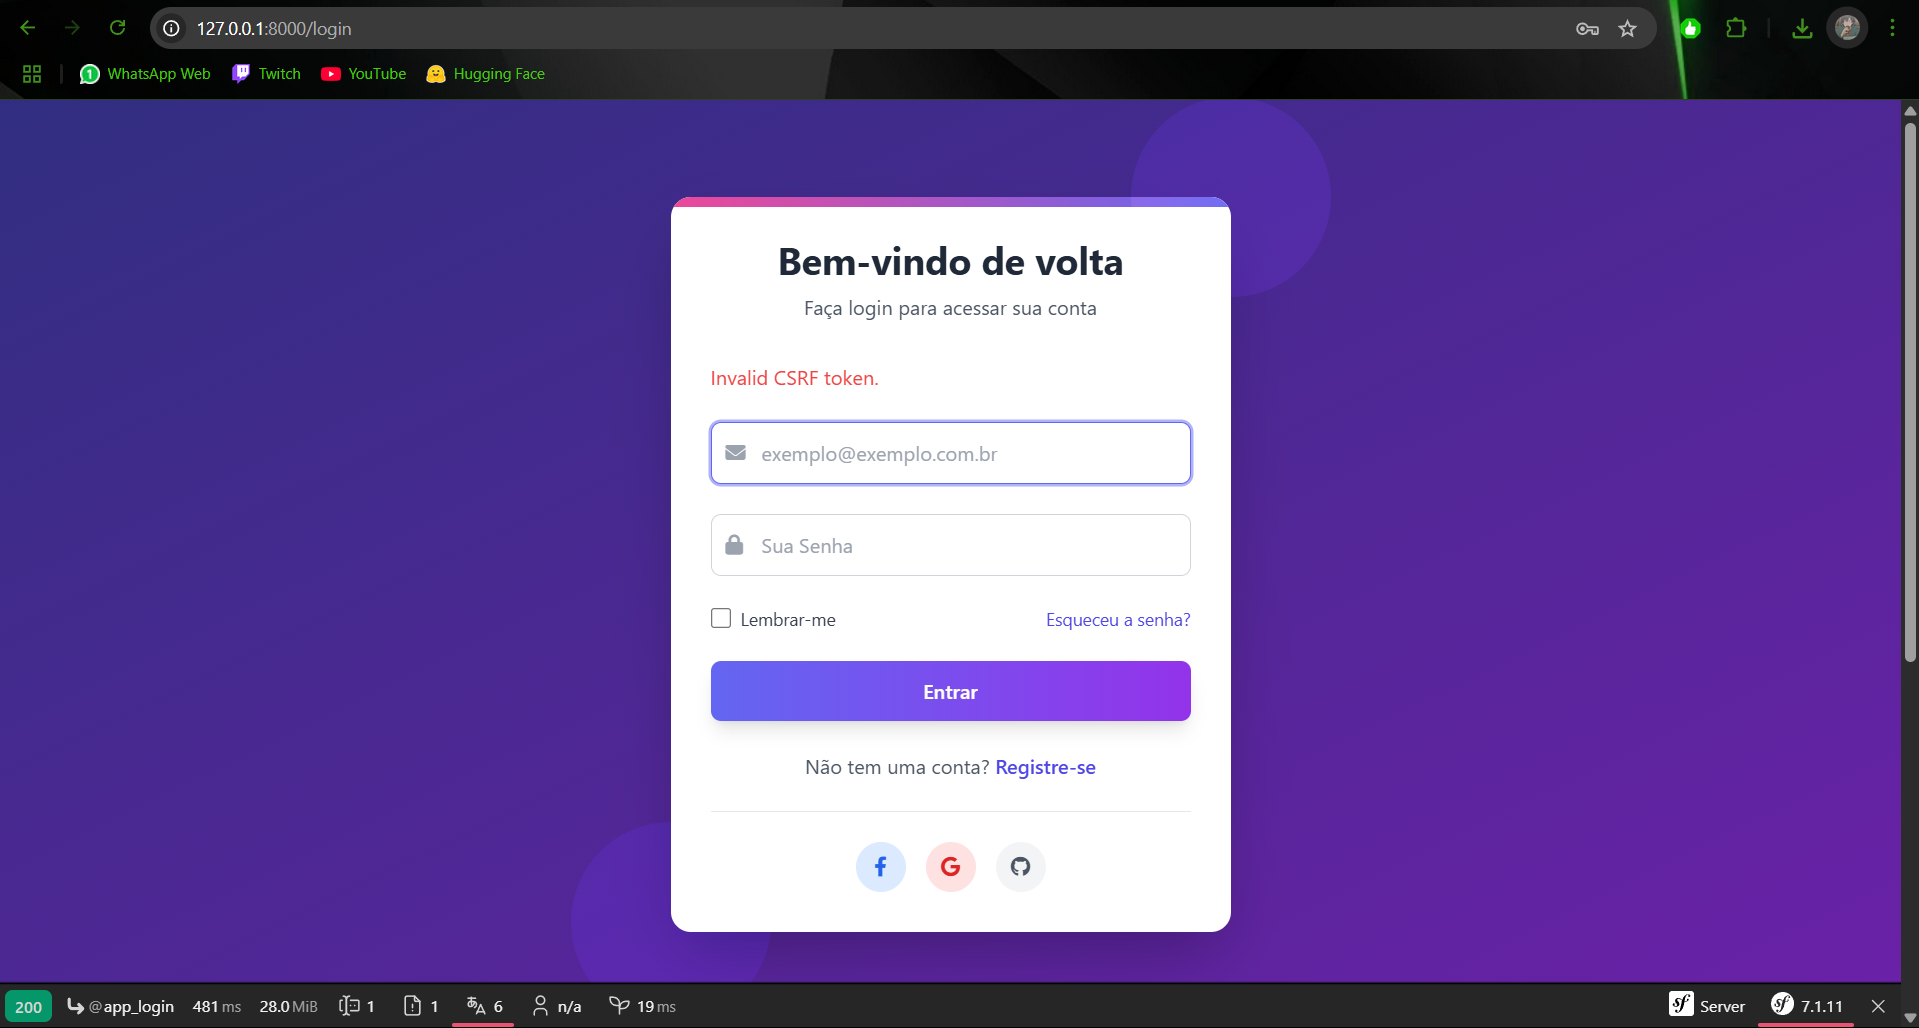 127.0.0.1:8000/login
WhatsApp Web Twitch YouTube Hugging Face
Bem-vindo de volta
Faça login para acessar sua conta
Invalid CSRF token.
exemplo@exemplo.com.br
Sua Senha
Lembrar-me Esqueceu a senha?
Entrar
Não tem uma conta? Registre-se
200 @app_login 481 ms 28.0 MiB 1 1 6 n/a 19 ms sf Server sf 7.1.11